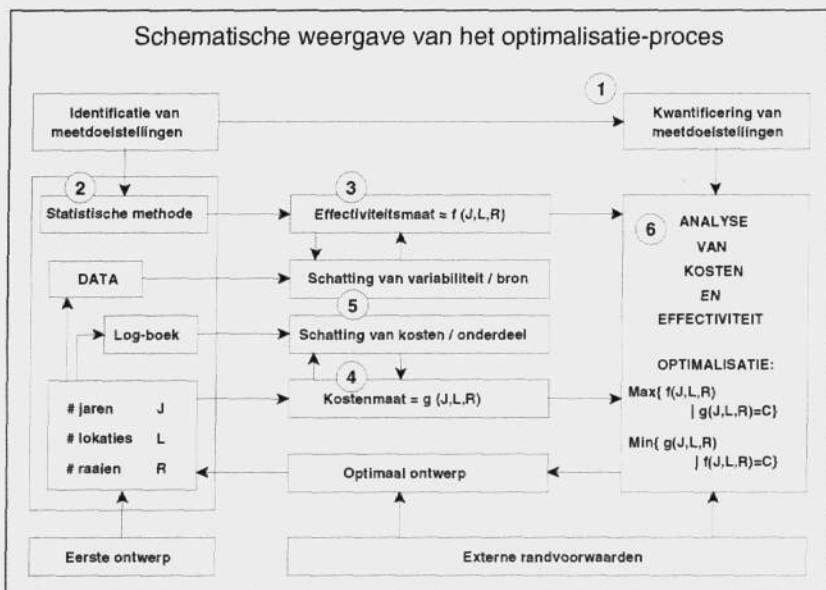 Schematische weergave van het optimalisatie-proces
1
Identificatie van
meetdoelstellingen
Kwantificering van
meetdoelstellingen
2
Statistische methode
3
Effectiviteitsmaat = f (J,L,R)
DATA
Schatting van variabiliteit / bron
5
Log-boek
Schatting van kosten / onderdeel
4
Kostenmaat = g (J,L,R)
# jaren J
# lokaties L
# raaien R
6
ANALYSE
VAN
KOSTEN
EN
EFFECTIVITEIT
OPTIMALISATIE:
Max{ f(J,L,R)
| g(J,L,R)=C}
Min{ g(J,L,R)
| f(J,L,R)=C}
Optimaal ontwerp
Eerste ontwerp
Externe randvoorwaarden